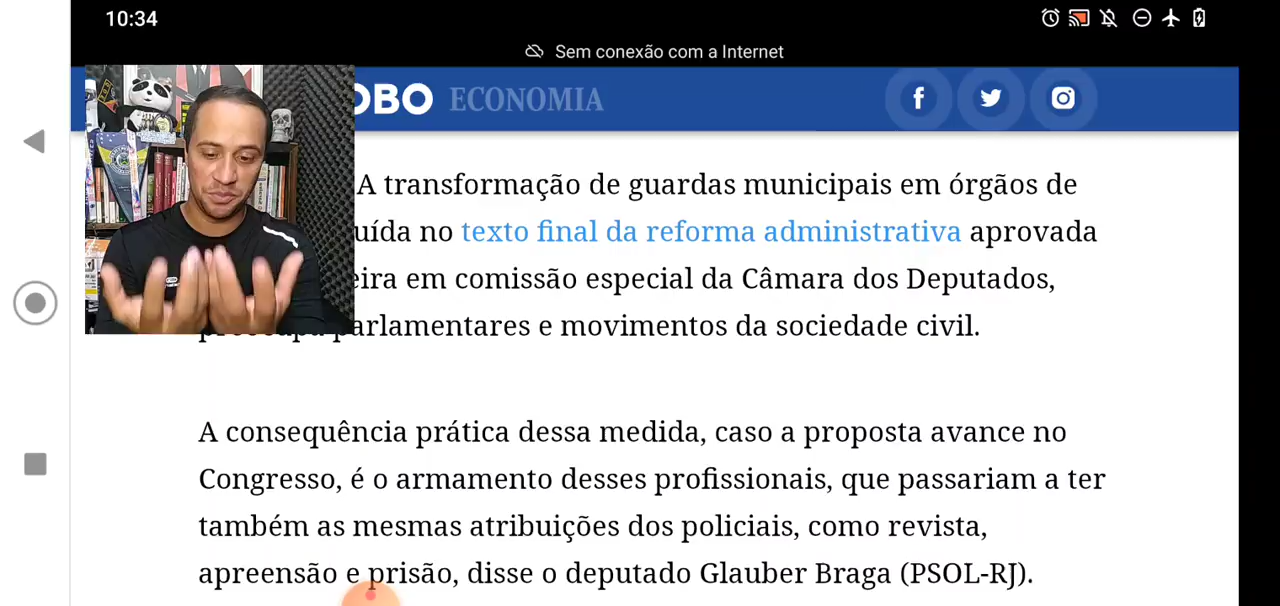 10:34
Sem conexão com a Internet
OBO ECONOMIA
A transformação de guardas municipais em órgãos de
uída no texto final da reforma administrativa aprovada
eira em comissão especial da Câmara dos Deputados,
parlamentares e movimentos da sociedade civil.
A consequência prática dessa medida, caso a proposta avance no
Congresso, é o armamento desses profissionais, que passariam a ter
também as mesmas atribuições dos policiais, como revista,
apreensão e prisão, disse o deputado Glauber Braga (PSOL-RJ).